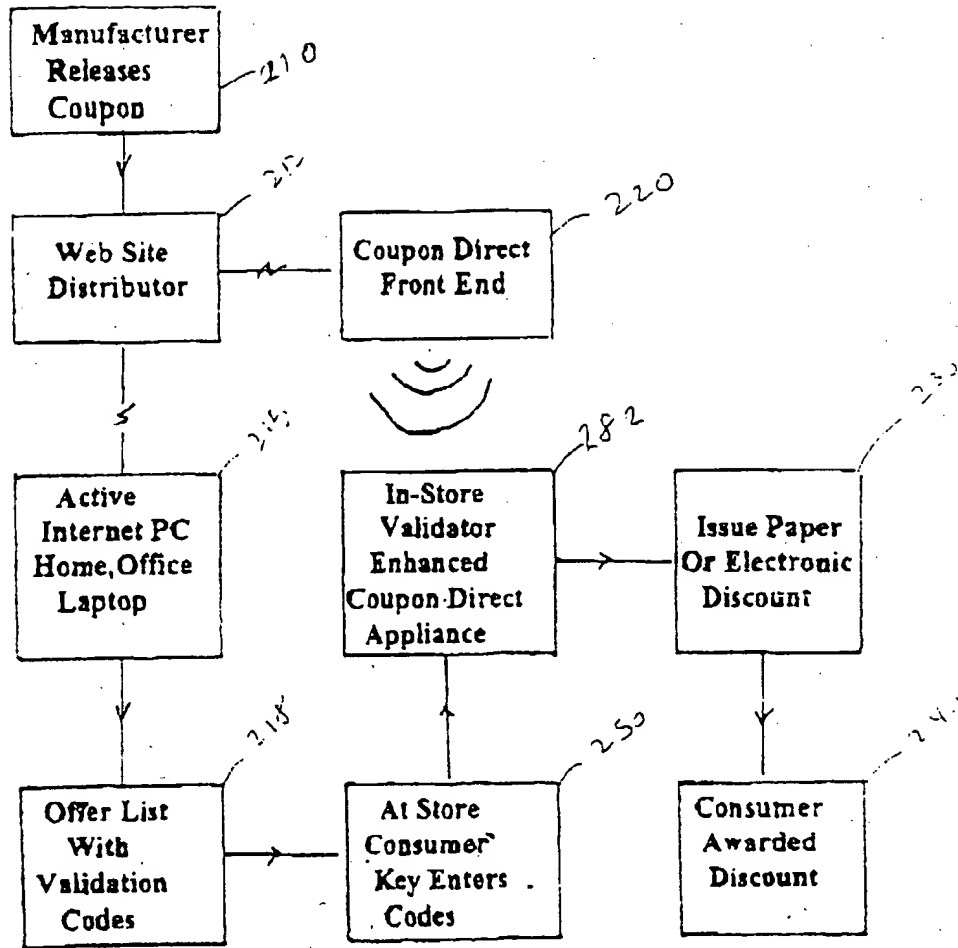 Manufacturer
Releases
Coupon
210
Web Site
Distributor
Coupon Direct
Front End
220
Active
Internet PC
Home, Office
Laptop
In-Store
Validator
Enhanced
Coupon-Direct
Appliance
282
Issue Paper
Or Electronic
Discount
Offer List
With
Validation
Codes
At Store
Consumer
Key Enters
Codes
250
Consumer
Awarded
Discount